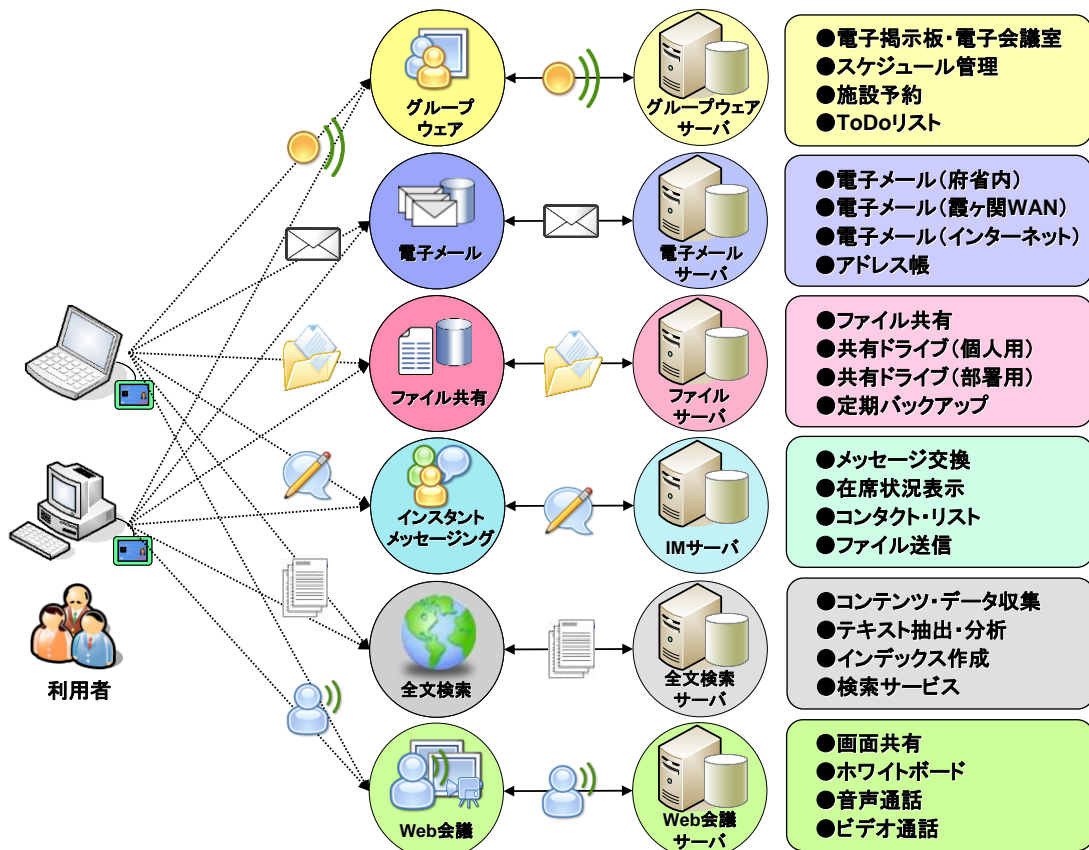 グループ
ウェア
グループウェア
サーバ
●電子掲示板・電子会議室
●スケジュール管理
●施設予約
●ToDoリスト
電子メール
電子メール
サーバ
●電子メール(府省内)
●電子メール(霞ヶ関WAN)
●電子メール(インターネット)
●アドレス帳
ファイル共有
ファイル
サーバ
●ファイル共有
●共有ドライブ(個人用)
●共有ドライブ(部署用)
●定期バックアップ
インスタント
メッセージング
IMサーバ
●メッセージ交換
●在席状況表示
●コンタクト・リスト
●ファイル送信
利用者
全文検索
全文検索
サーバ
●コンテンツ・データ収集
●テキスト抽出・分析
●インデックス作成
●検索サービス
Web会議
Web会議
サーバ
●画面共有
●ホワイトボード
●音声通話
●ビデオ通話